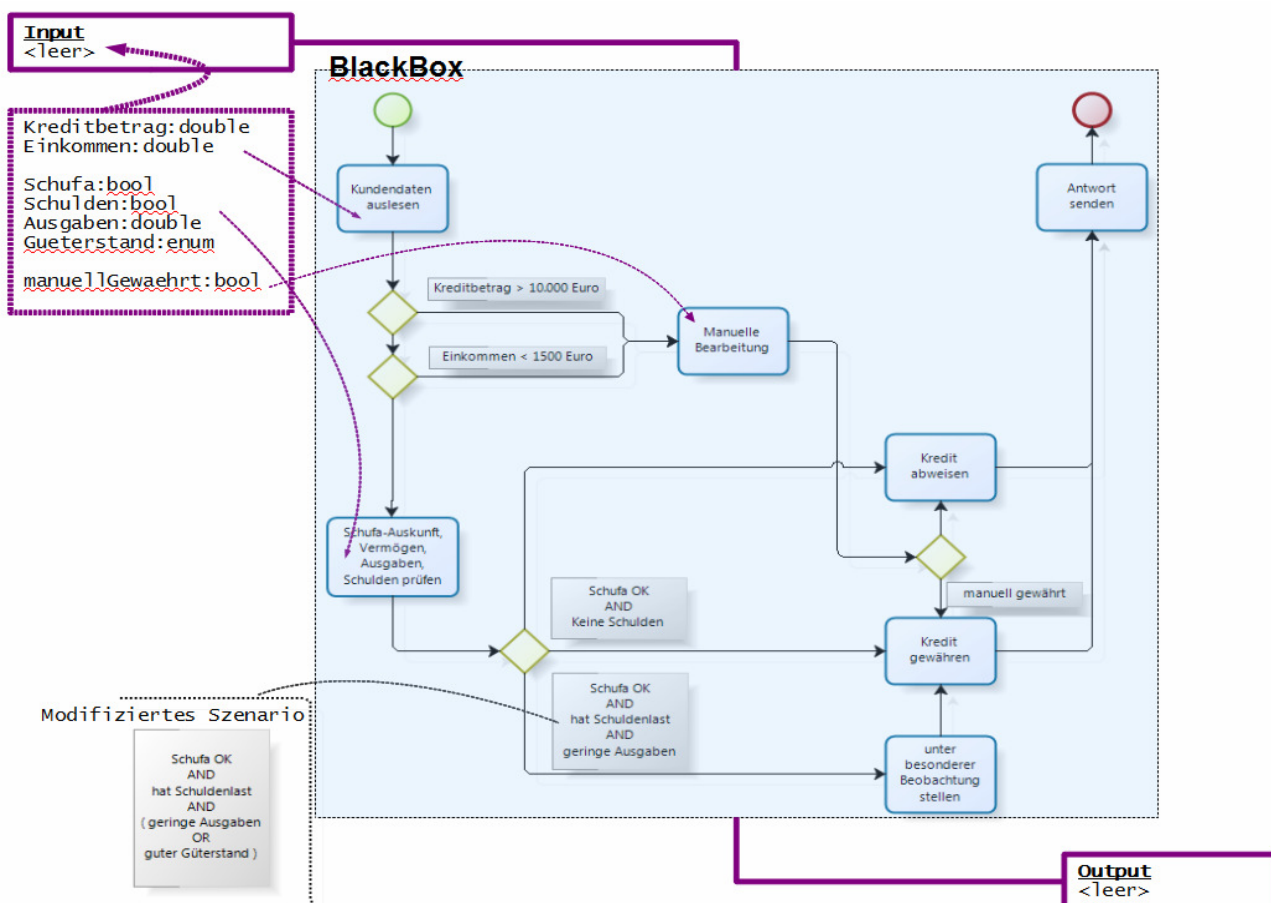 Input
<leer>
BlackBox
Kreditbetrag:double
Einkommen:double
Schufa:bool
Schulden:bool
Ausgaben:double
Gueterstand:enum
manuellGewaehrt:bool
Kundendaten
auslesen
Antwort
senden
Kreditbetrag > 10.000 Euro
Einkommen < 1500 Euro
Manuelle
Bearbeitung
Kredit
abweisen
Schufa-Auskunft,
Vermögen,
Ausgaben,
Schulden prüfen
Schufa OK
AND
Keine Schulden
manuell gewährt
Kredit
gewähren
Schufa OK
AND
hat Schuldenlast
AND
geringe Ausgaben
unter
besonderer
Beobachtung
stellen
Modifiziertes Szenario
Schufa OK
AND
hat Schuldenlast
AND
( geringe Ausgaben
OR
guter Güterstand )
Output
<leer>